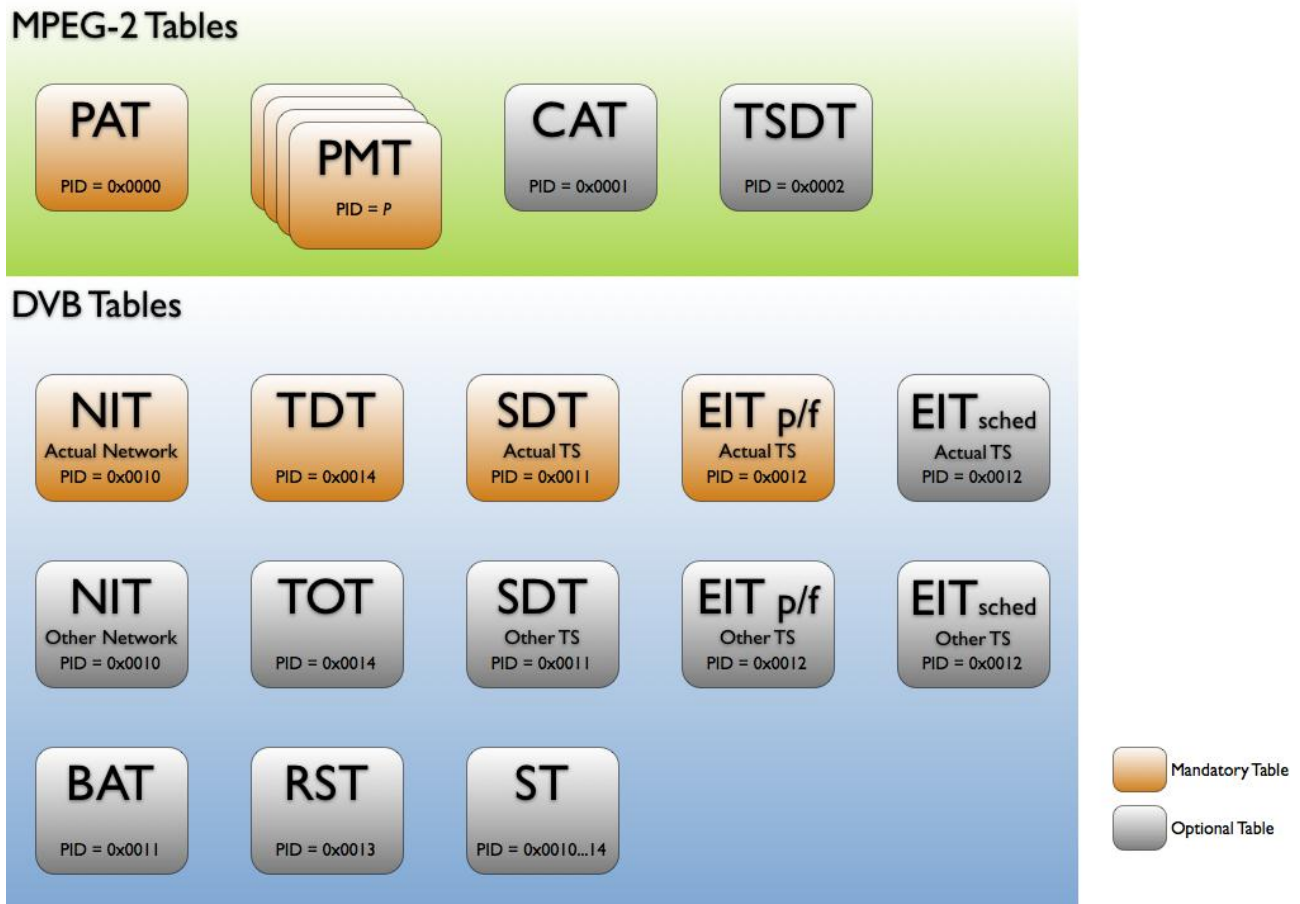 MPEG-2 Tables
PAT
PID = 0x0000
PMT
PID = P
CAT
PID = 0x0001
TSDT
PID = 0x0002
DVB Tables
NIT
Actual Network
PID = 0x0010
TDT
PID = 0x0014
SDT
Actual TS
PID = 0x0011
EIT p/f
Actual TS
PID = 0x0012
EIT sched
Actual TS
PID = 0x0012
NIT
Other Network
PID = 0x0010
TOT
PID = 0x0014
SDT
Other TS
PID = 0x0011
EIT p/f
Other TS
PID = 0x0012
EIT sched
Other TS
PID = 0x0012
BAT
PID = 0x0011
RST
PID = 0x0013
ST
PID = 0x0010...14
Mandatory Table
Optional Table